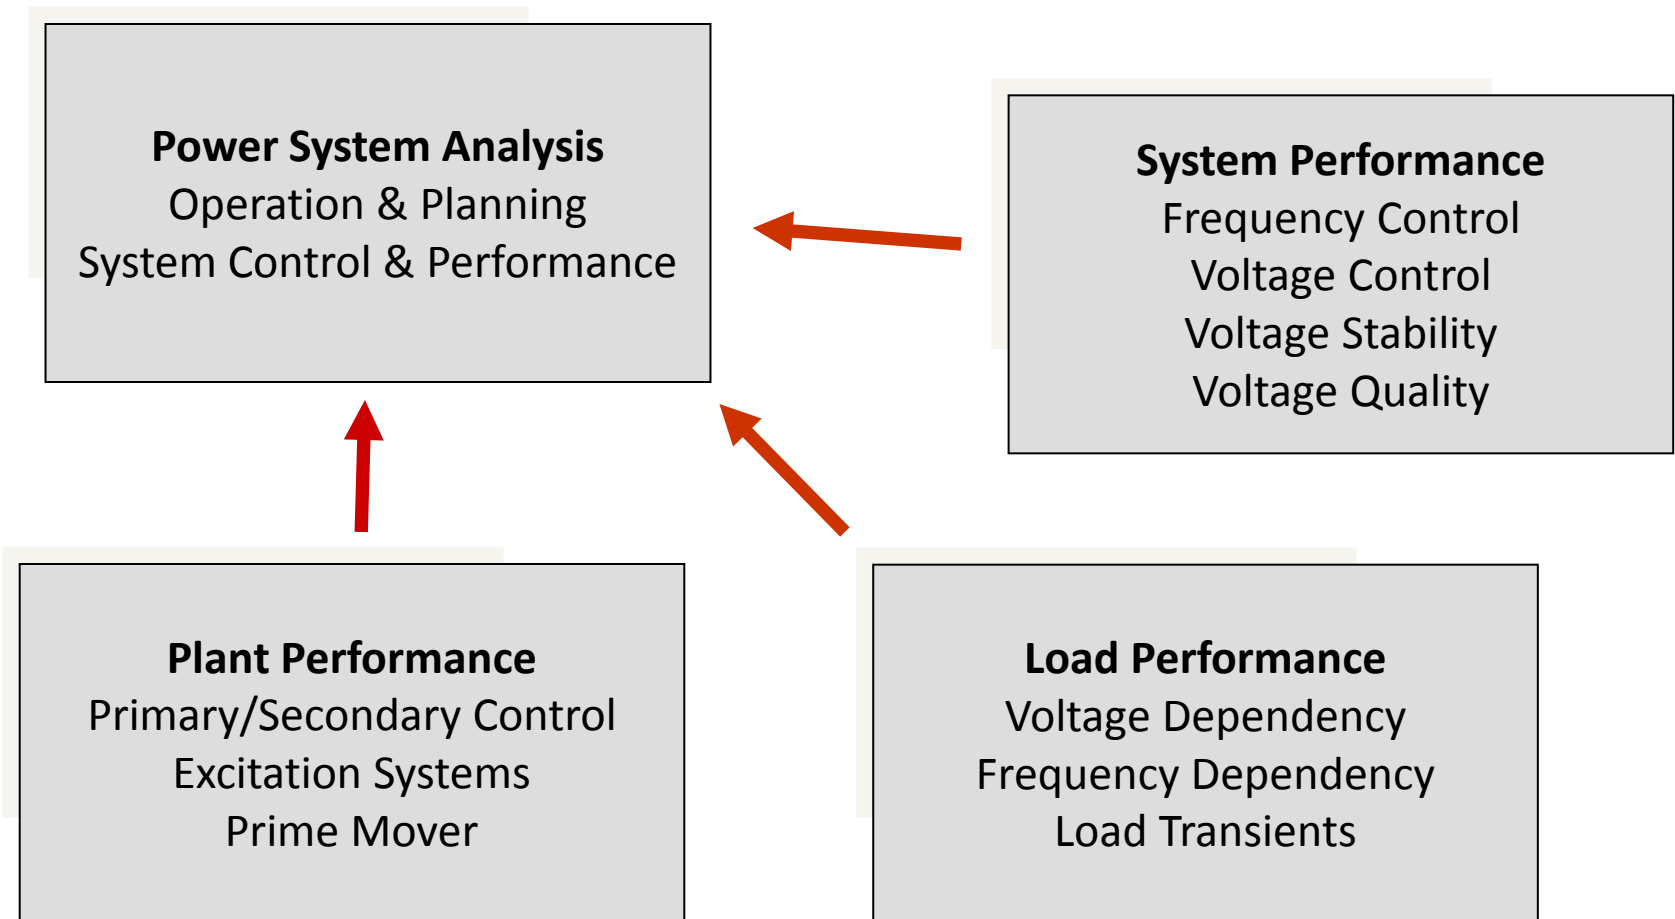 Power System Analysis
Operation & Planning
System Control & Performance
System Performance
Frequency Control
Voltage Control
Voltage Stability
Voltage Quality
Plant Performance
Primary/Secondary Control
Excitation Systems
Prime Mover
Load Performance
Voltage Dependency
Frequency Dependency
Load Transients